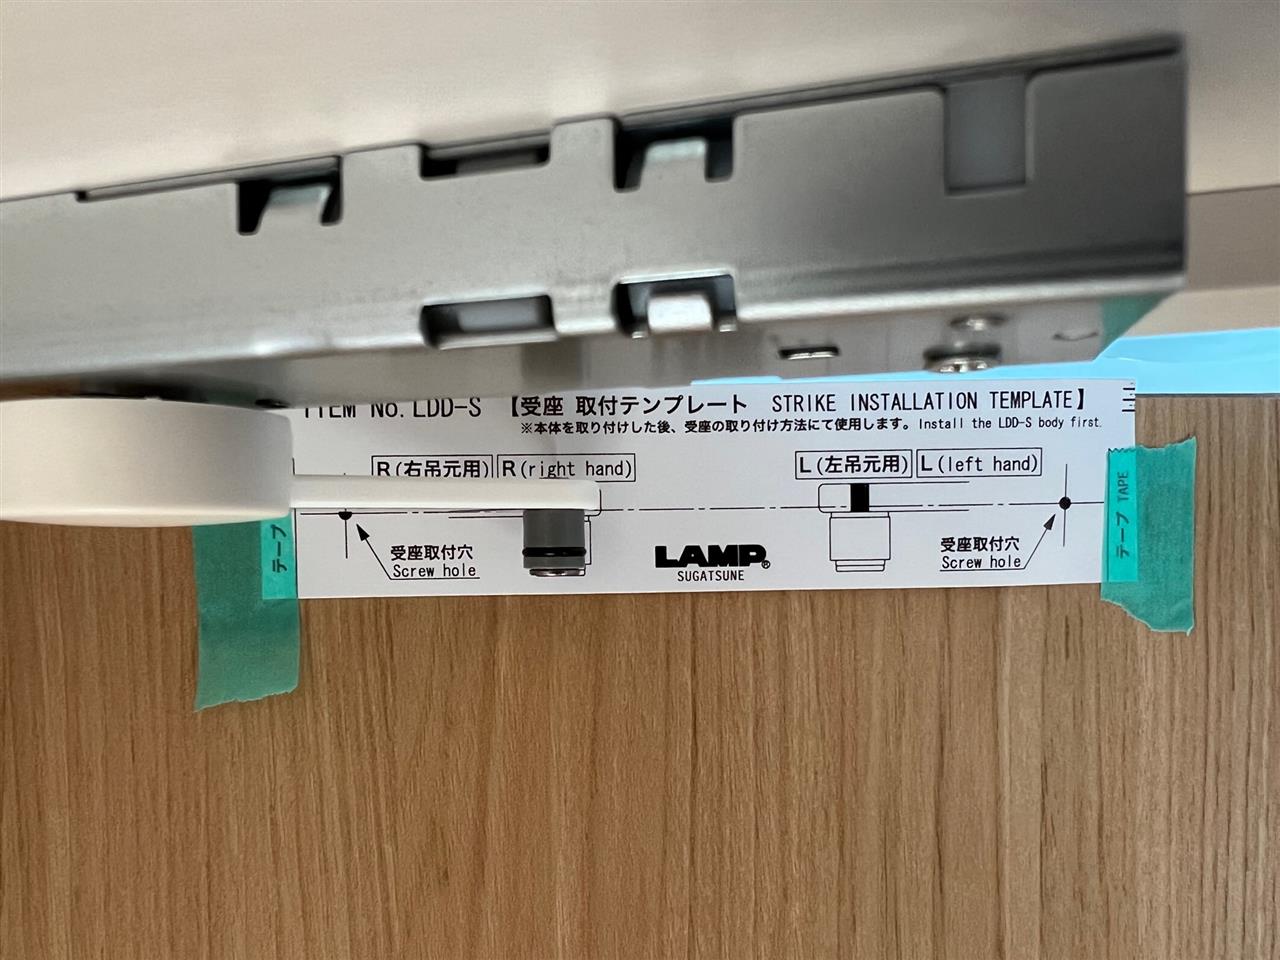 ITEM No. LDD-S 【受座 取付テンプレート STRIKE INSTALLATION TEMPLATE】
※本体を取り付けした後、受座の取り付け方法にて使用します。Install the LDD-S body first.
R(右吊元用) R(right hand)
L(左吊元用) L(left hand)
受座取付穴
Screw hole
LAMP®
SUGATSUNE
受座取付穴
Screw hole
テープ
テープ TAPE